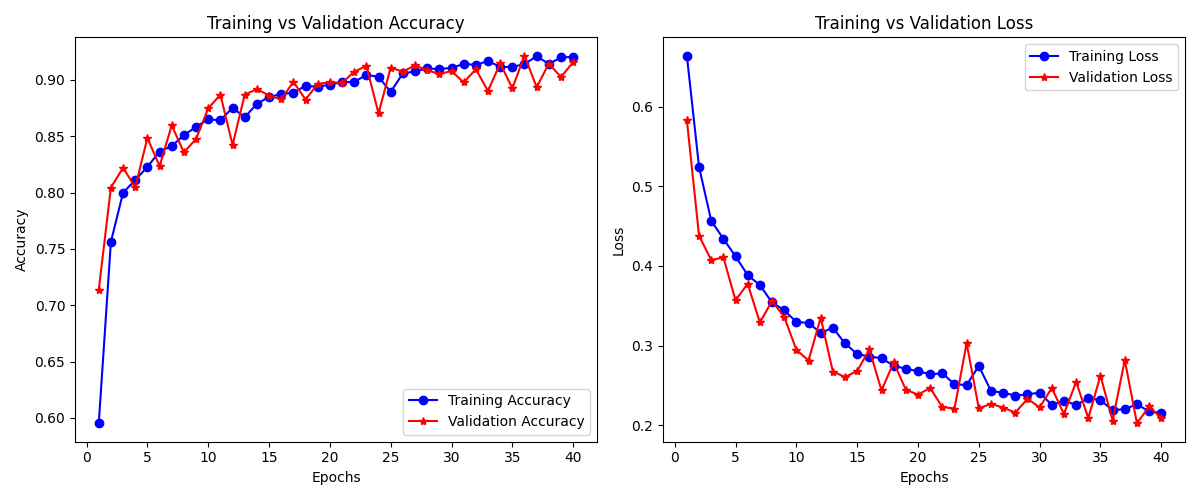 Training vs Validation Accuracy
Accuracy
0.90
0.85
0.80
0.75
0.70
0.65
0.60
Training Accuracy
Validation Accuracy
0 5 10 15 20 25 30 35 40
Epochs
Training vs Validation Loss
Loss
0.6
0.5
0.4
0.3
0.2
Training Loss
Validation Loss
0 5 10 15 20 25 30 35 40
Epochs